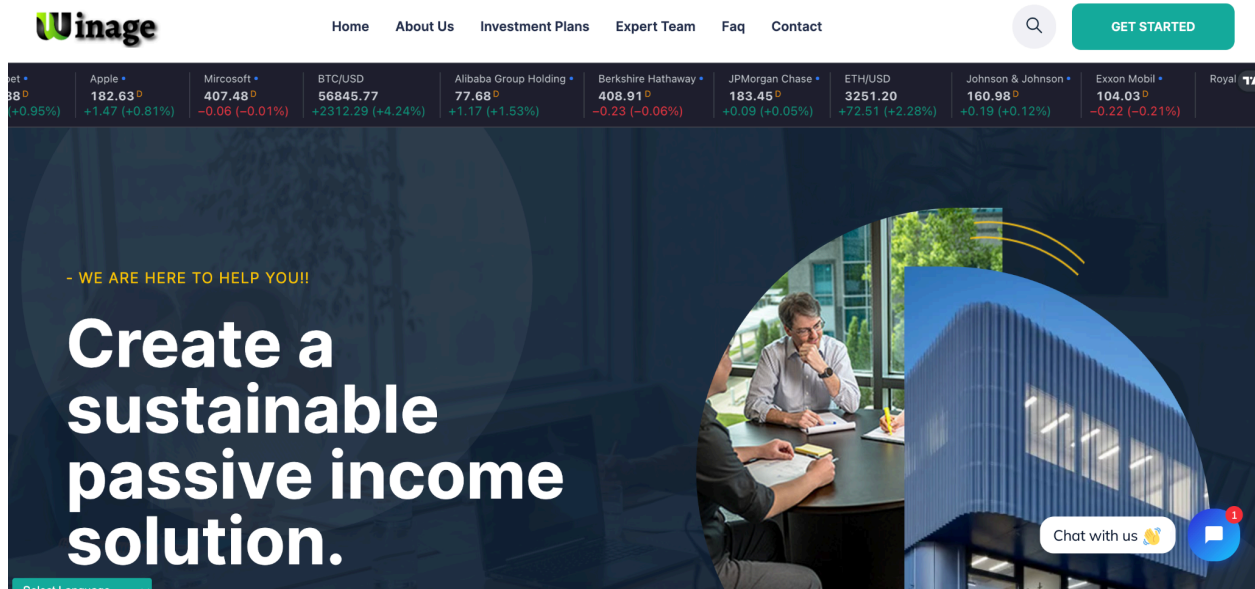 Winage
Home About Us Investment Plans Expert Team Faq Contact
GET STARTED
Apple Mircosoft BTC/USD Alibaba Group Holding Berkshire Hathaway JPMorgan Chase ETH/USD Johnson & Johnson Exxon Mobil Royal
182.63 D 407.48 D 56845.77 77.68 D 408.91 D 183.45 D 3251.20 160.98 D 104.03 D
(+0.95%) +1.47 (+0.81%) −0.06 (−0.01%) +2312.29 (+4.24%) +1.17 (+1.53%) −0.23 (−0.06%) +0.09 (+0.05%) +72.51 (+2.28%) +0.19 (+0.12%) −0.22 (−0.21%)
- WE ARE HERE TO HELP YOU!!
Create a
sustainable
passive income
solution.
Chat with us 👋
1
Select Language